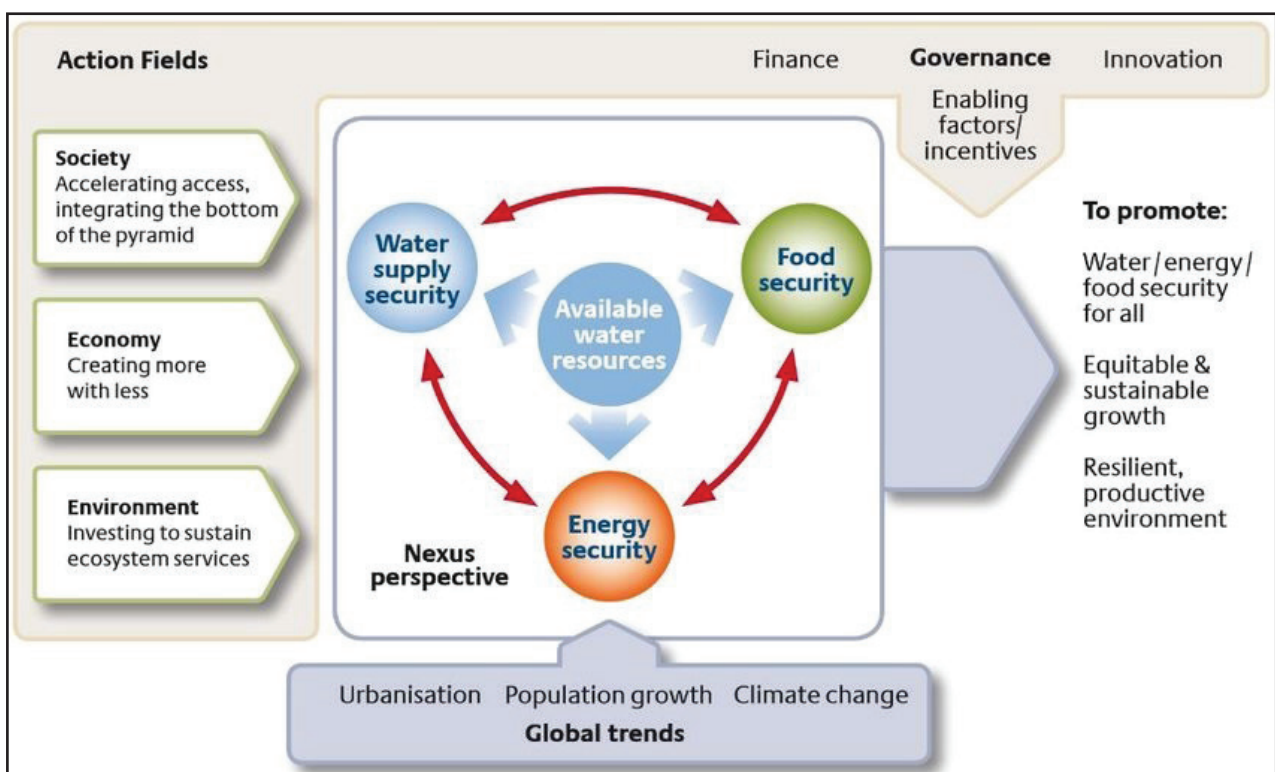 Action Fields
Finance
Governance
Innovation
Enabling
factors/
incentives
Society
Accelerating access,
integrating the bottom
of the pyramid
Economy
Creating more
with less
Environment
Investing to sustain
ecosystem services
Water
supply
security
Food
security
Available
water
resources
Energy
security
Nexus
perspective
To promote:
Water/energy/
food security
for all
Equitable &
sustainable
growth
Resilient,
productive
environment
Urbanisation
Population growth
Climate change
Global trends